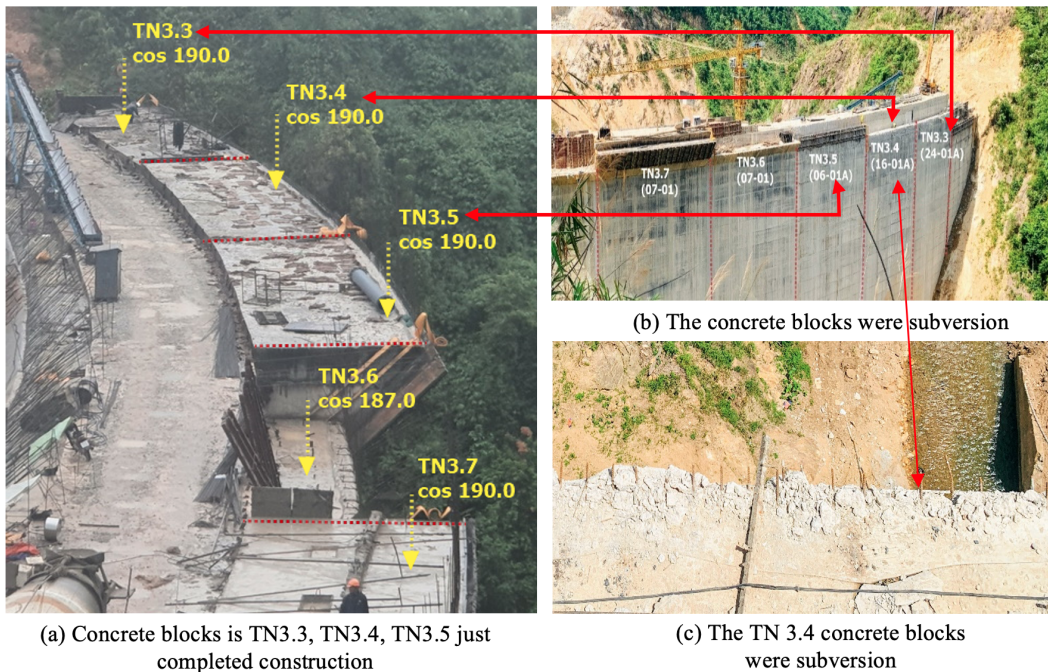 TN3.3
cos 190.0
TN3.4
cos 190.0
TN3.5
cos 190.0
TN3.6
cos 187.0
TN3.7
cos 190.0
(a) Concrete blocks is TN3.3, TN3.4, TN3.5 just
completed construction
TN3.7
(07-01)
TN3.6
(07-01)
TN3.5
(06-01A)
TN3.4
(16-01A)
TN3.3
(24-01A)
(b) The concrete blocks were subversion
(c) The TN 3.4 concrete blocks
were subversion